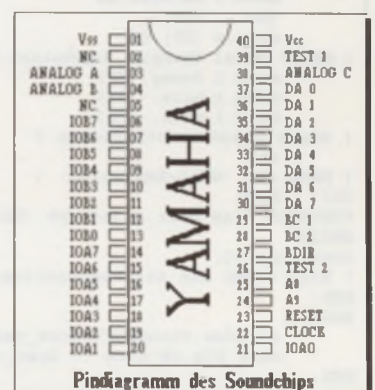 Vss 01 40 Vcc
NC 02 39 TEST 1
ANALOG A 03 38 ANALOG C
ANALOG B 04 37 DA 0
NC 05 36 DA 1
IOB7 06 35 DA 2
IOB6 07 34 DA 3
IOB5 08 33 DA 4
IOB4 09 32 DA 5
IOB3 10 31 DA 6
IOB2 11 30 DA 7
IOB1 12 29 BC 1
IOB0 13 28 BC 2
IOA7 14 27 BDIR
IOA6 15 26 TEST 2
IOA5 16 25 A8
IOA4 17 24 A9
IOA3 18 23 RESET
IOA2 19 22 CLOCK
IOA1 20 21 IOA0
YAMAHA
Pindiagramm des Soundchips